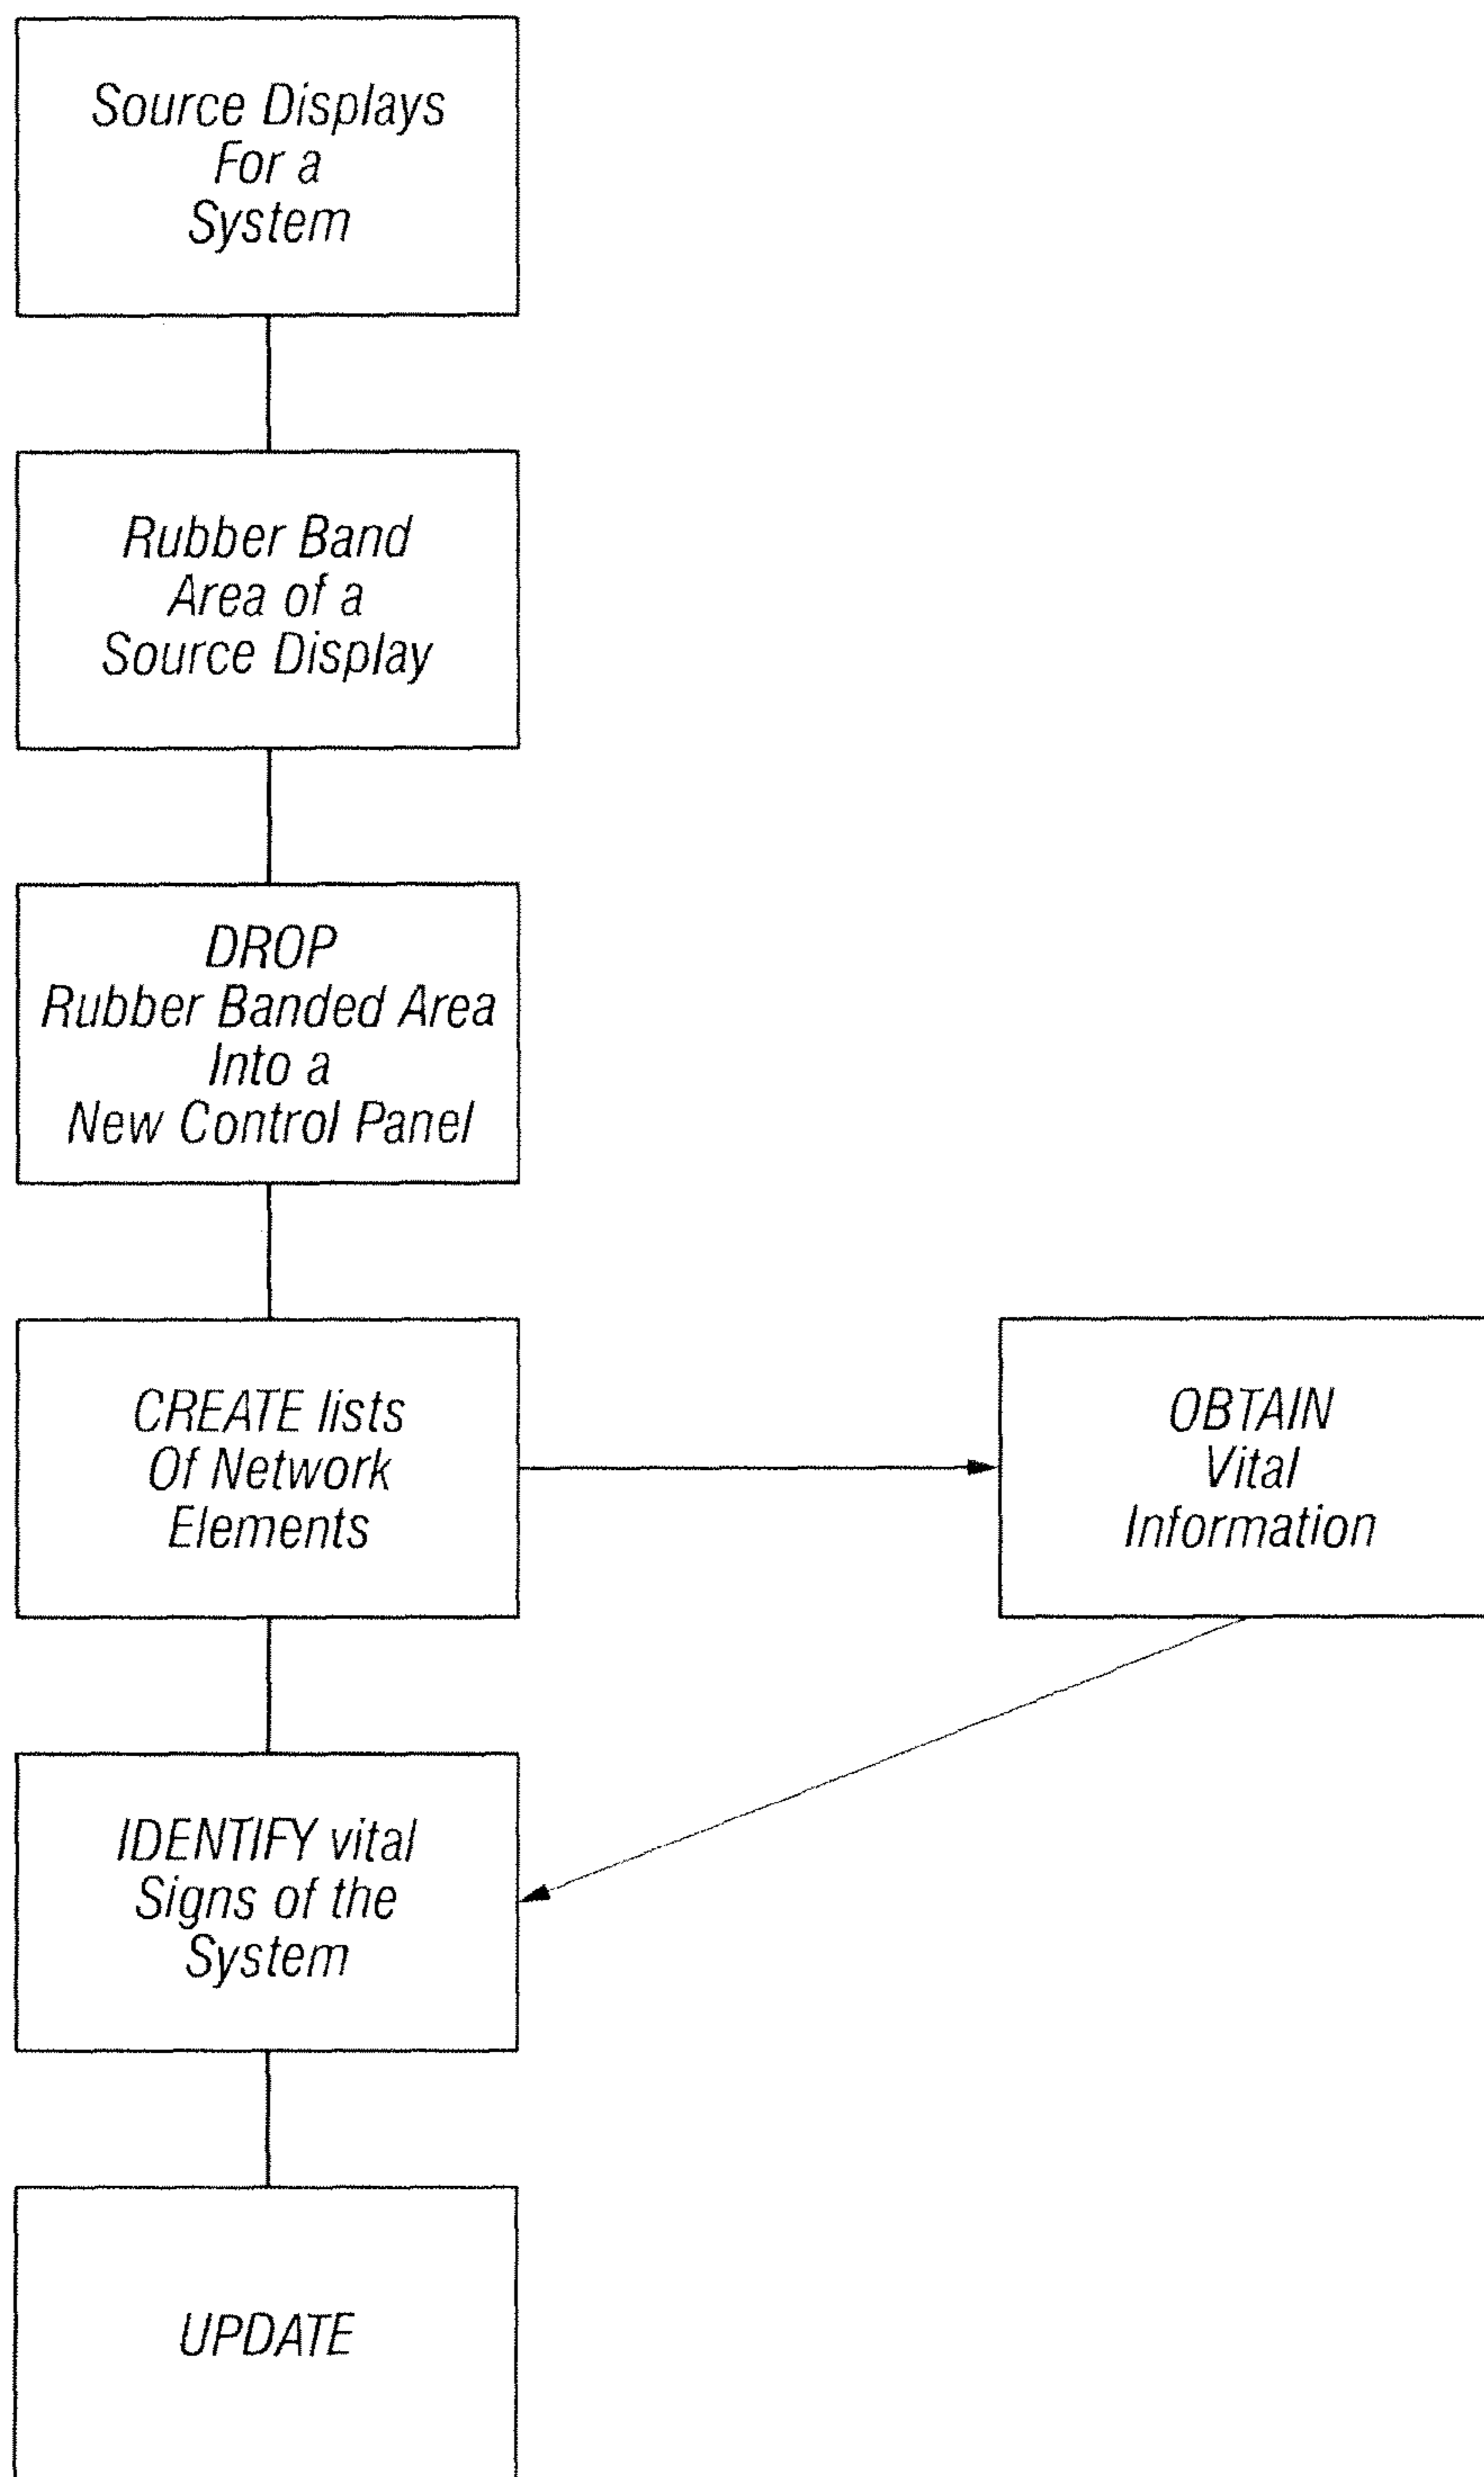 Source Displays
For a
System
Rubber Band
Area of a
Source Display
DROP
Rubber Banded Area
Into a
New Control Panel
CREATE lists
Of Network
Elements
OBTAIN
Vital
Information
IDENTIFY vital
Signs of the
System
UPDATE